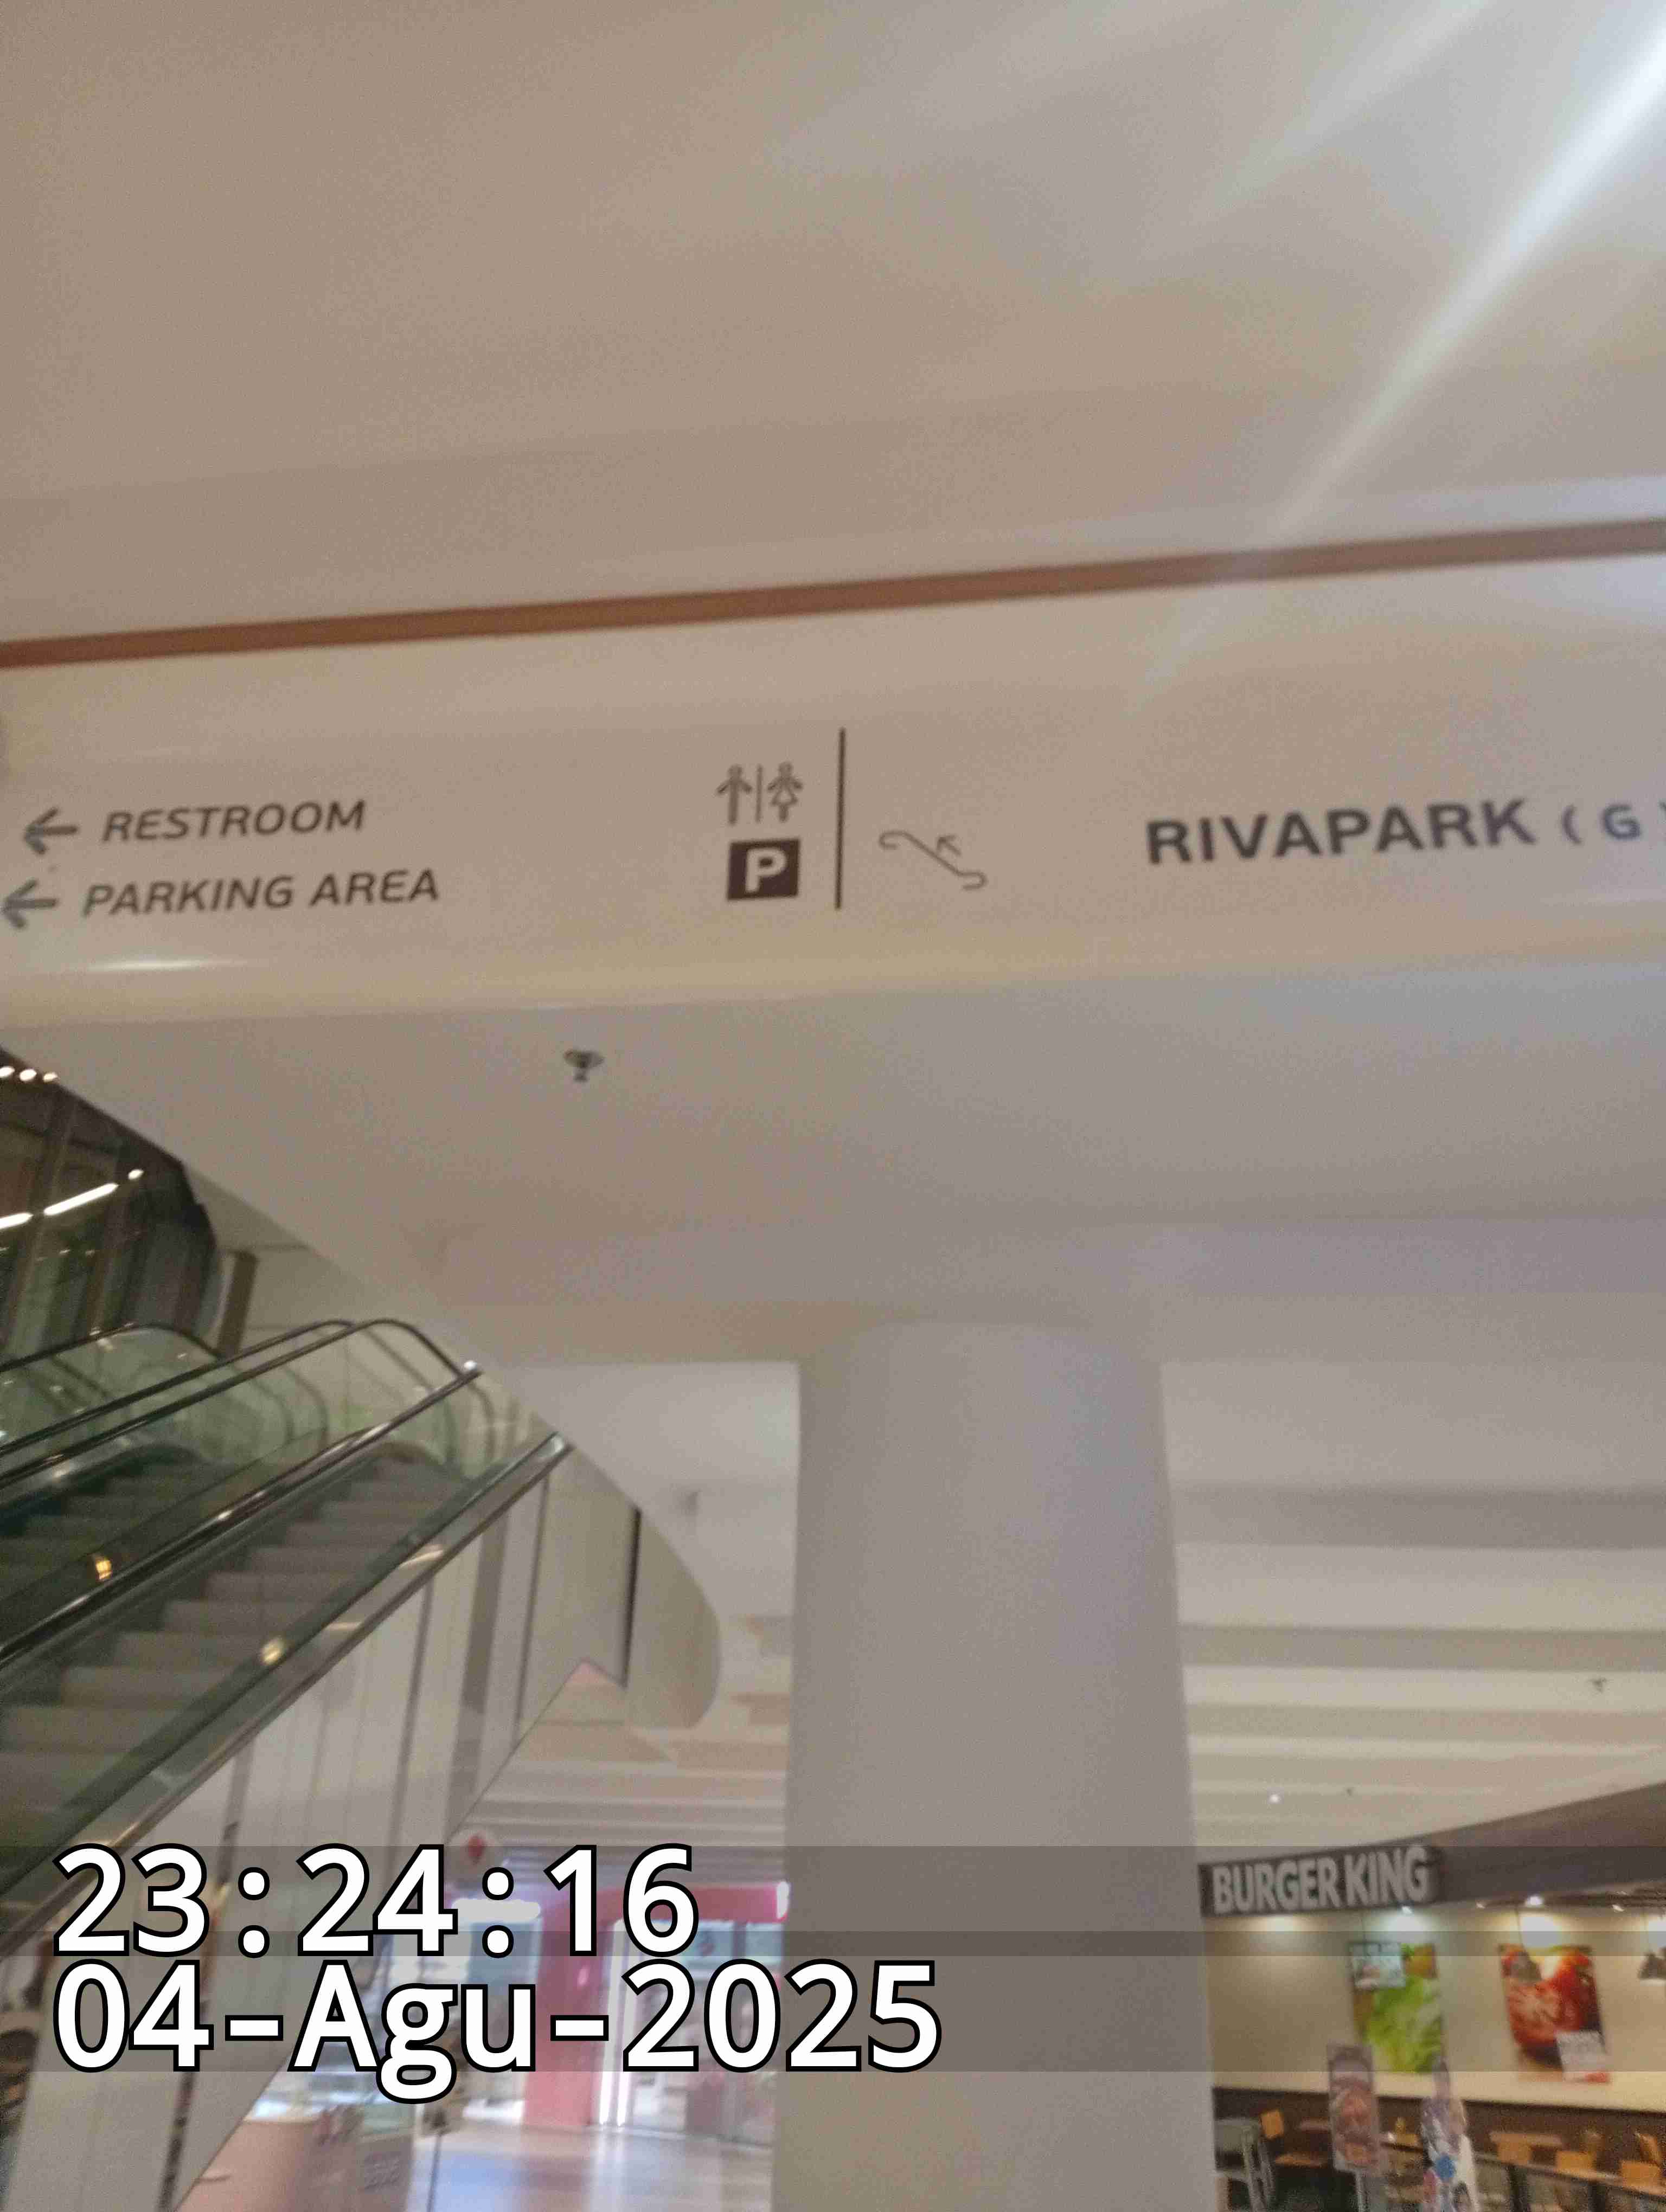 ← RESTROOM
← PARKING AREA
P
RIVAPARK ( G )
BURGER KING
23:24:16
04-Agu-2025